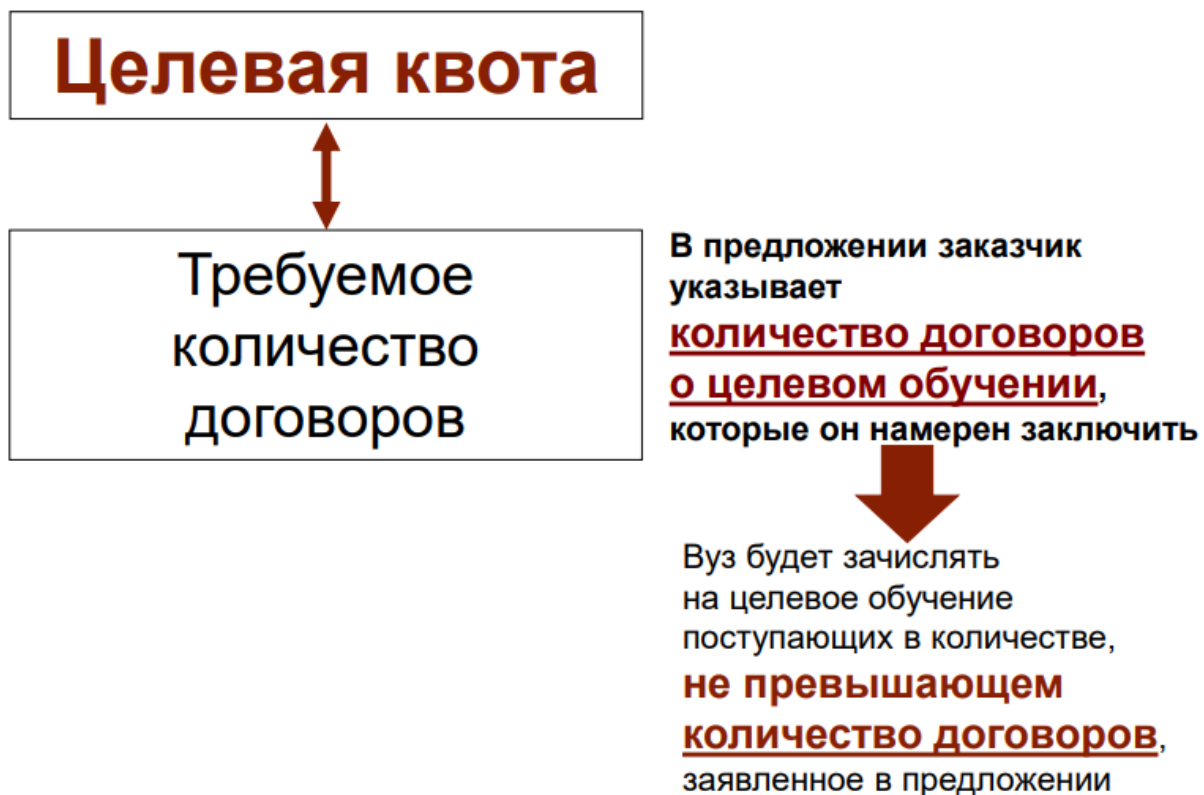 Целевая квота
Требуемое
количество
договоров
В предложении заказчик
указывает
количество договоров
о целевом обучении,
которые он намерен заключить
Вуз будет зачислять
на целевое обучение
поступающих в количестве,
не превышающем
количество договоров,
заявленное в предложении